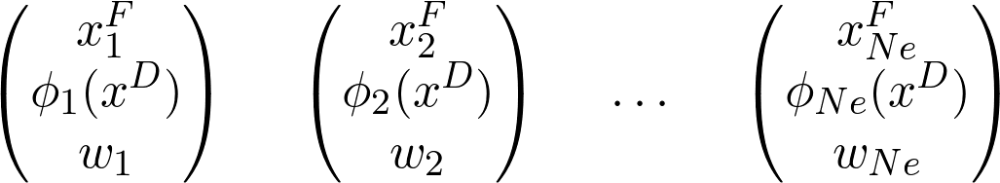 x_1^F x_2^F x_{Ne}^F
ϕ_1(x^D) ϕ_2(x^D) … ϕ_{Ne}(x^D)
w_1 w_2 w_{Ne}